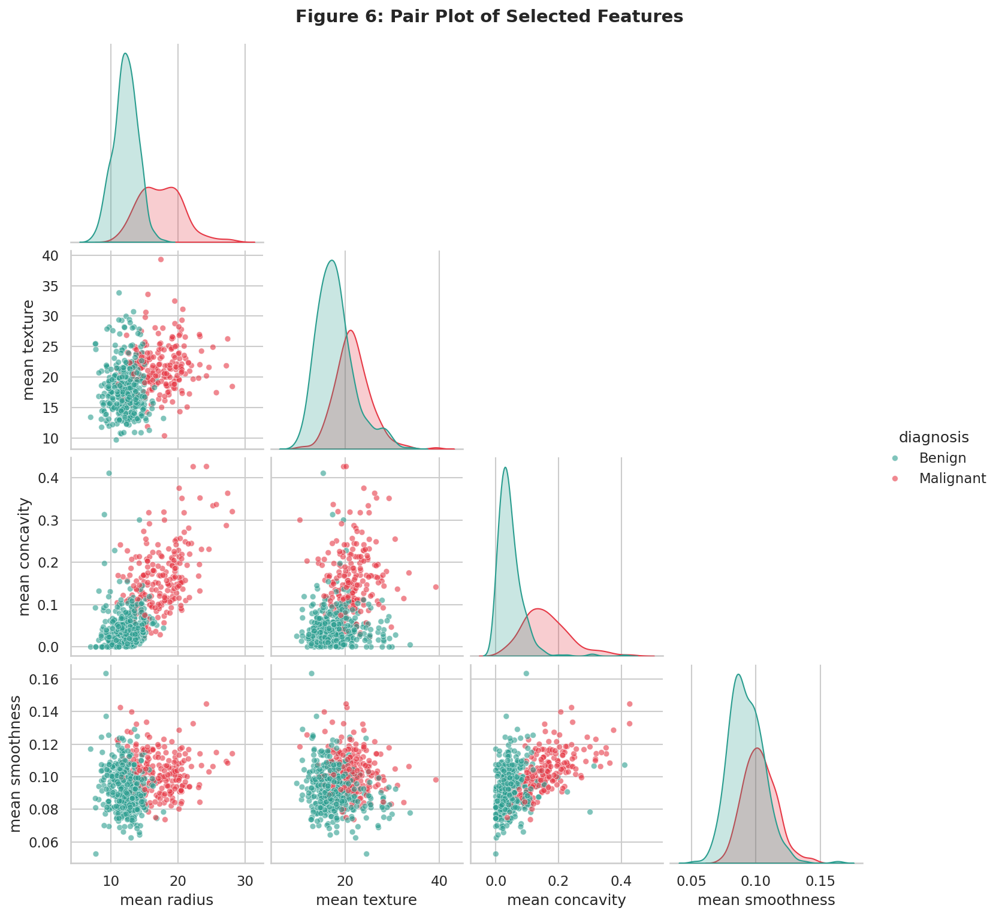 Figure 6: Pair Plot of Selected Features
40
35
30
25
20
15
10
mean texture
diagnosis
Benign
Malignant
0.4
0.3
0.2
0.1
0.0
mean concavity
0.16
0.14
0.12
0.10
0.08
0.06
mean smoothness
10 20 30 20 40 0.0 0.2 0.4 0.05 0.10 0.15
mean radius mean texture mean concavity mean smoothness